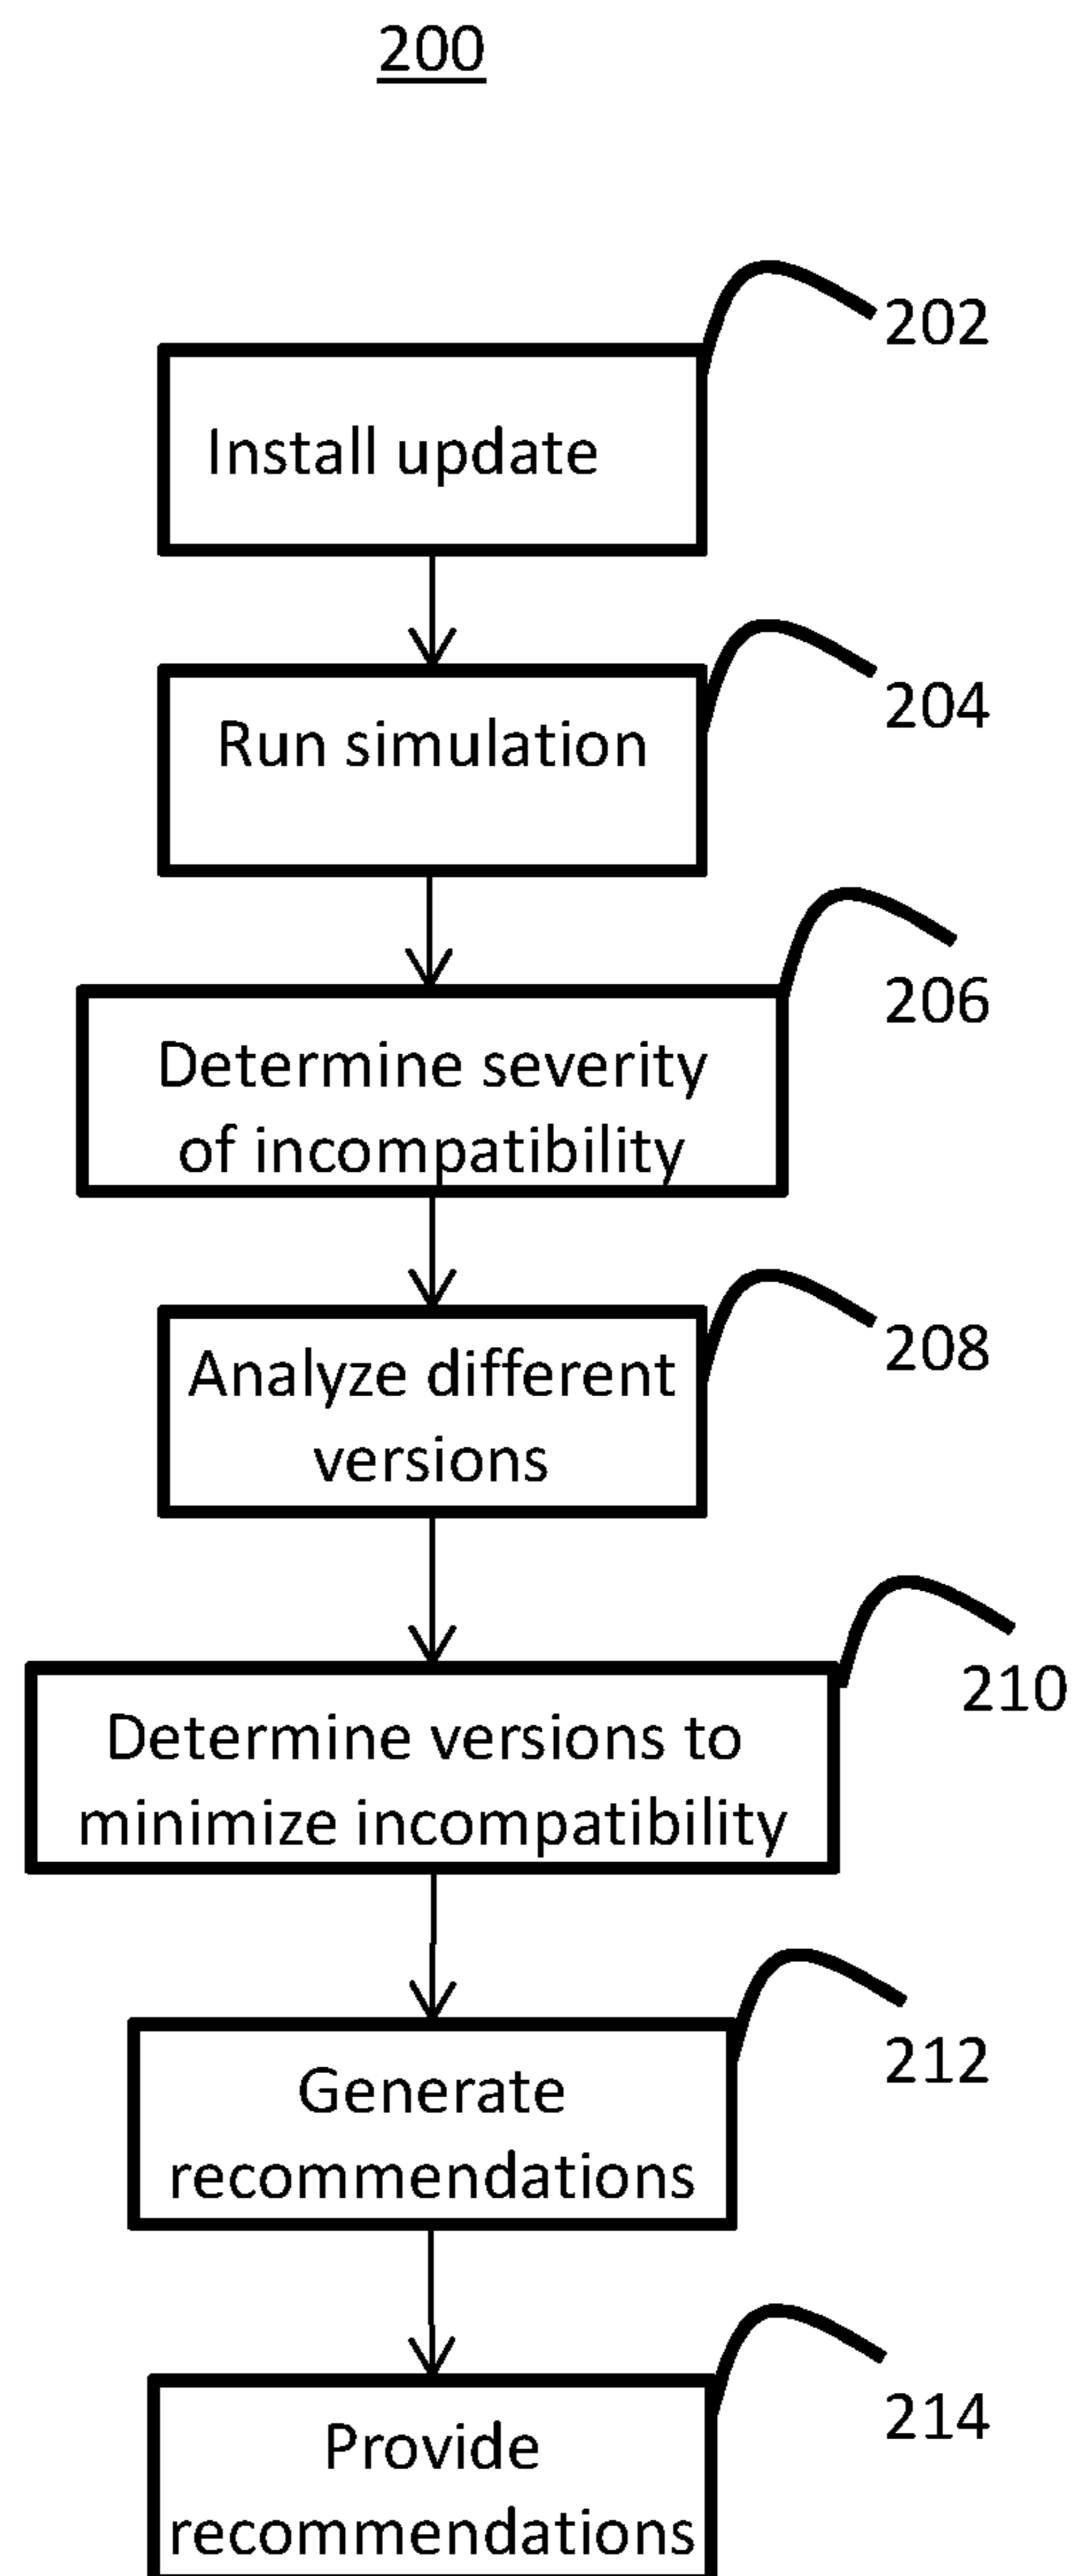 200
202
Install update
204
Run simulation
206
Determine severity
of incompatibility
208
Analyze different
versions
210
Determine versions to
minimize incompatibility
212
Generate
recommendations
214
Provide
recommendations